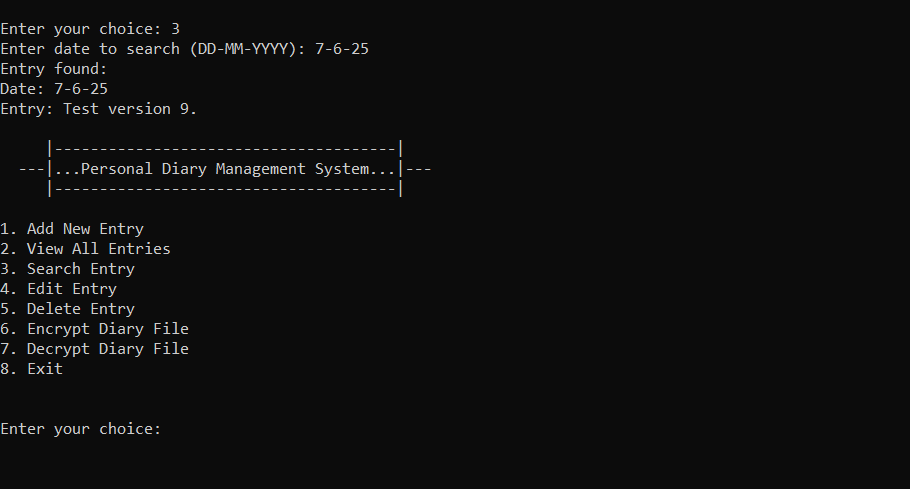 Enter your choice: 3
Enter date to search (DD-MM-YYYY): 7-6-25
Entry found:
Date: 7-6-25
Entry: Test version 9.
|--------------------------------------|
---|...Personal Diary Management System...|---
|--------------------------------------|
1. Add New Entry
2. View All Entries
3. Search Entry
4. Edit Entry
5. Delete Entry
6. Encrypt Diary File
7. Decrypt Diary File
8. Exit
Enter your choice: